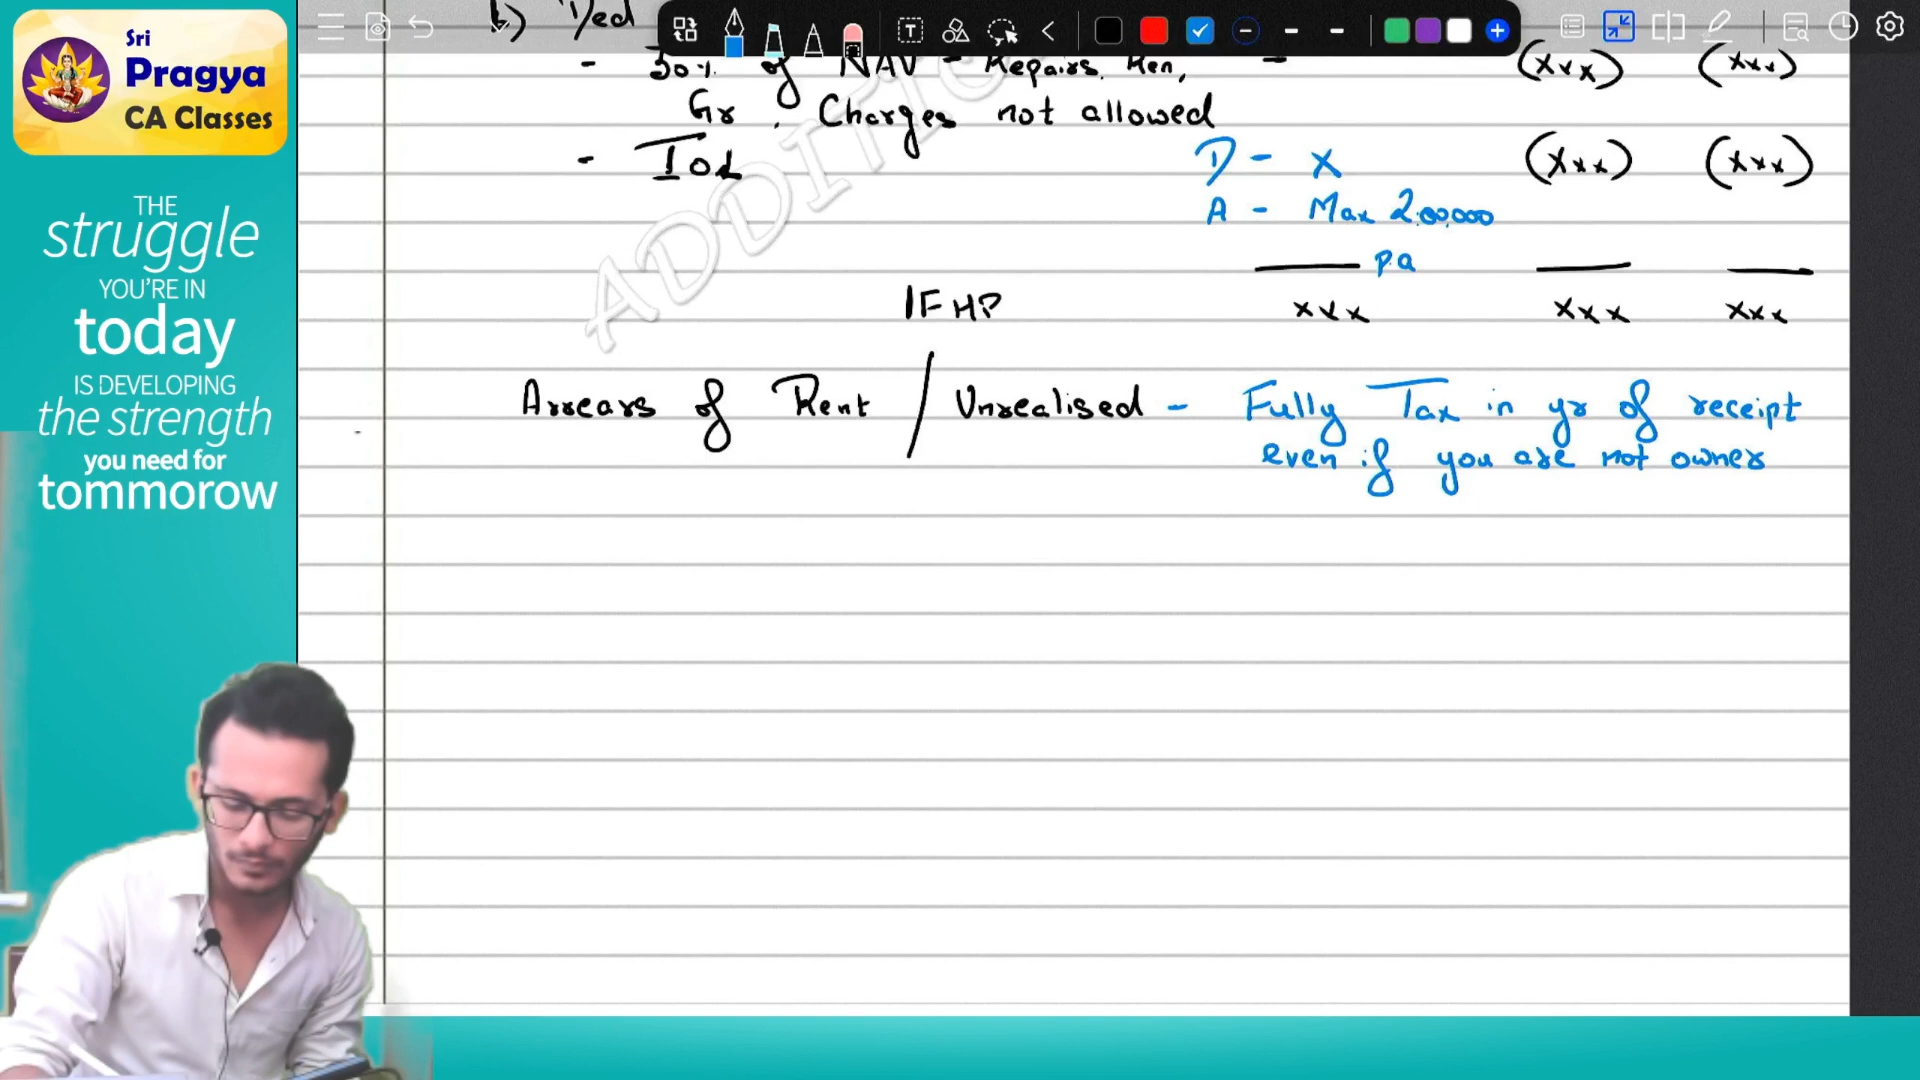 Sri
Pragya
CA Classes
THE
struggle
YOU'RE IN
today
IS DEVELOPING
the strength
you need for
tommorow
b) Ded
- 30% of NAV - Repairs, Ren, - (xxx) (xxx)
Gr. Charges not allowed
- IOL D - x (xxx) (xxx)
A - Max 2,00,000
p.a
IFHP xxx xxx xxx
Arrears of Rent / Unrealised - Fully Tax in yr of receipt
even if you are not owner
ADDITIO